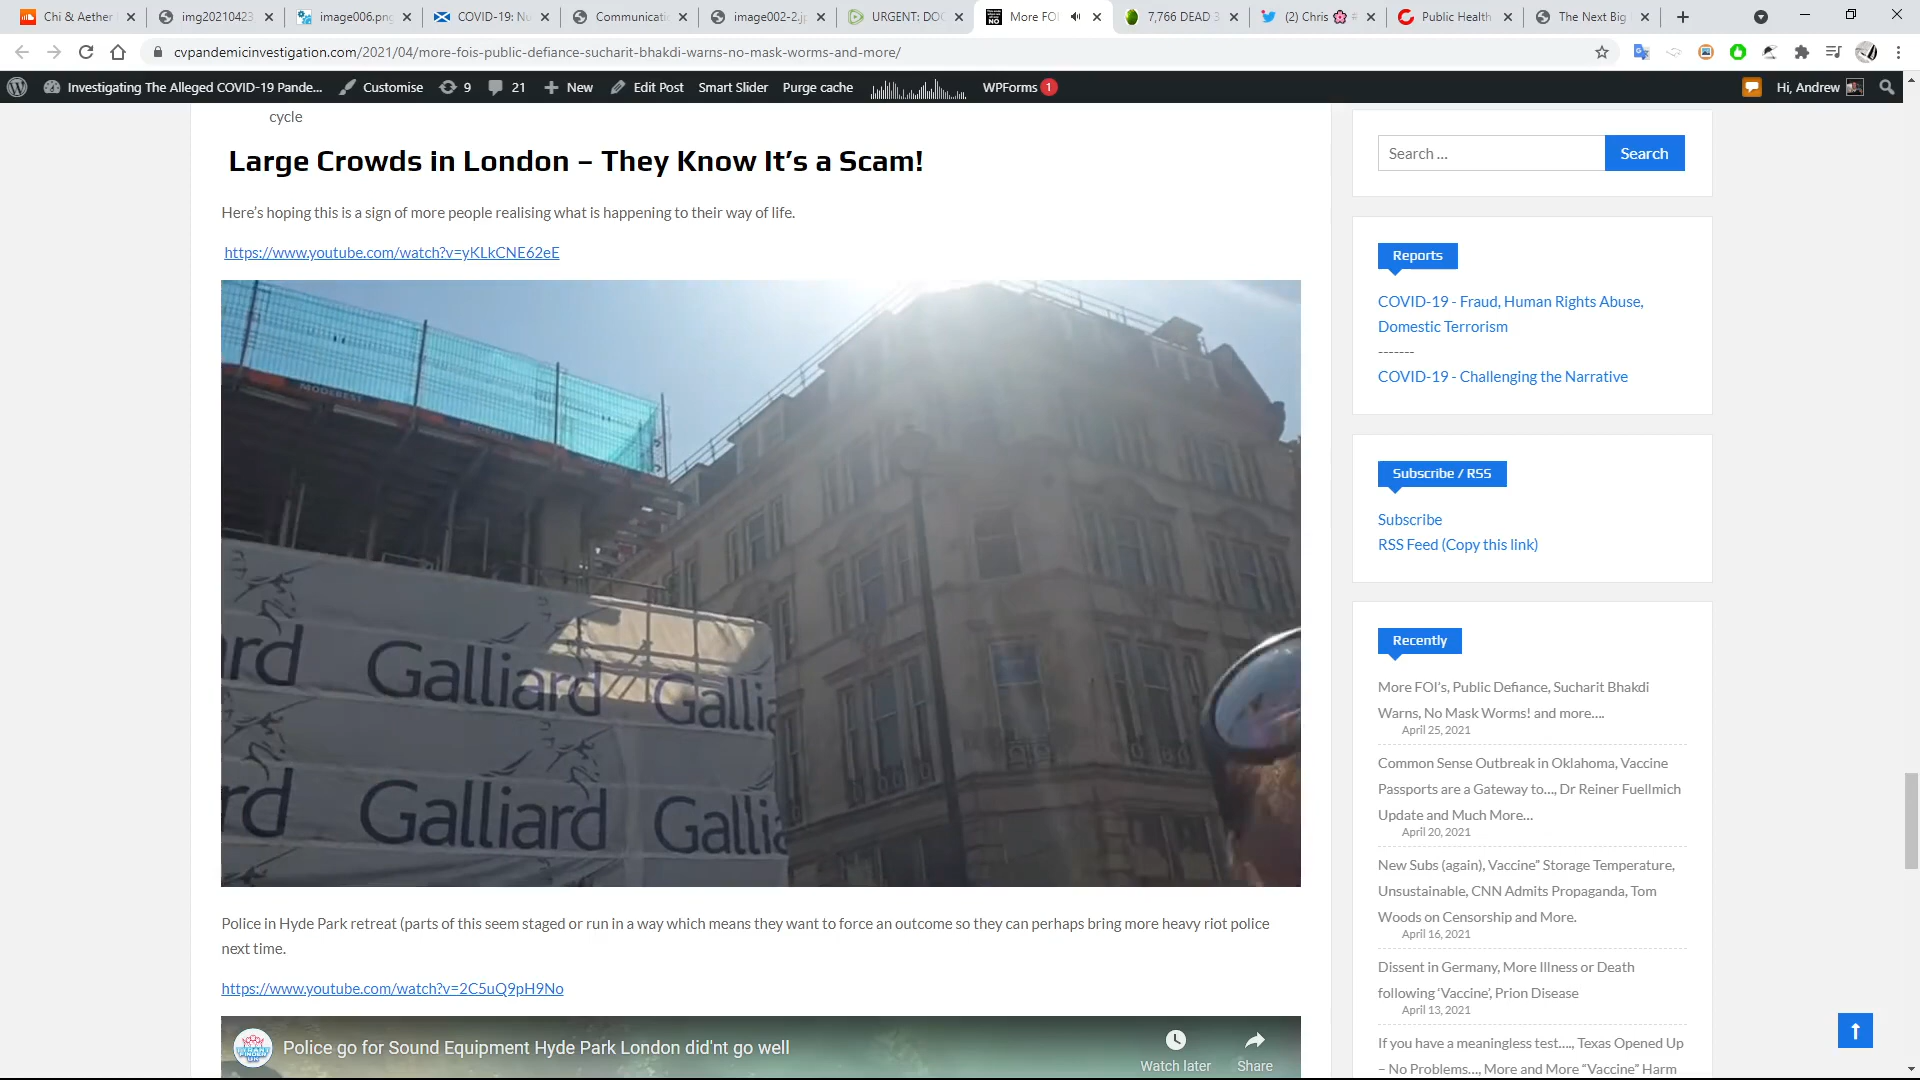 Chi & Aether
img20210423
image006.png
COVID-19: Nu
Communicati
image002-2.jp
URGENT: DOC
More FOI
7,766 DEAD 3
(2) Chris
Public Health
The Next Big
cvpandemicinvestigation.com/2021/04/more-fois-public-defiance-sucharit-bhakdi-warns-no-mask-worms-and-more/
Investigating The Alleged COVID-19 Pande... Customise 9 21 New Edit Post Smart Slider Purge cache WPForms 1 Hi, Andrew
cycle
Large Crowds in London – They Know It's a Scam!
Here's hoping this is a sign of more people realising what is happening to their way of life.
https://www.youtube.com/watch?v=yKLkCNE62eE
MODEREST
rd Galliard Galli
rd Galliard Galli
Police in Hyde Park retreat (parts of this seem staged or run in a way which means they want to force an outcome so they can perhaps bring more heavy riot police
next time.
https://www.youtube.com/watch?v=2C5uQ9pH9No
Police go for Sound Equipment Hyde Park London did'nt go well
Watch later
Share
Search ...
Search
Reports
COVID-19 - Fraud, Human Rights Abuse,
Domestic Terrorism
-------
COVID-19 - Challenging the Narrative
Subscribe / RSS
Subscribe
RSS Feed (Copy this link)
Recently
More FOI's, Public Defiance, Sucharit Bhakdi
Warns, No Mask Worms! and more....
April 25, 2021
Common Sense Outbreak in Oklahoma, Vaccine
Passports are a Gateway to..., Dr Reiner Fuellmich
Update and Much More...
April 20, 2021
New Subs (again), Vaccine" Storage Temperature,
Unsustainable, CNN Admits Propaganda, Tom
Woods on Censorship and More.
April 16, 2021
Dissent in Germany, More Illness or Death
following 'Vaccine', Prion Disease
April 13, 2021
If you have a meaningless test...., Texas Opened Up
– No Problems..., More and More "Vaccine" Harm